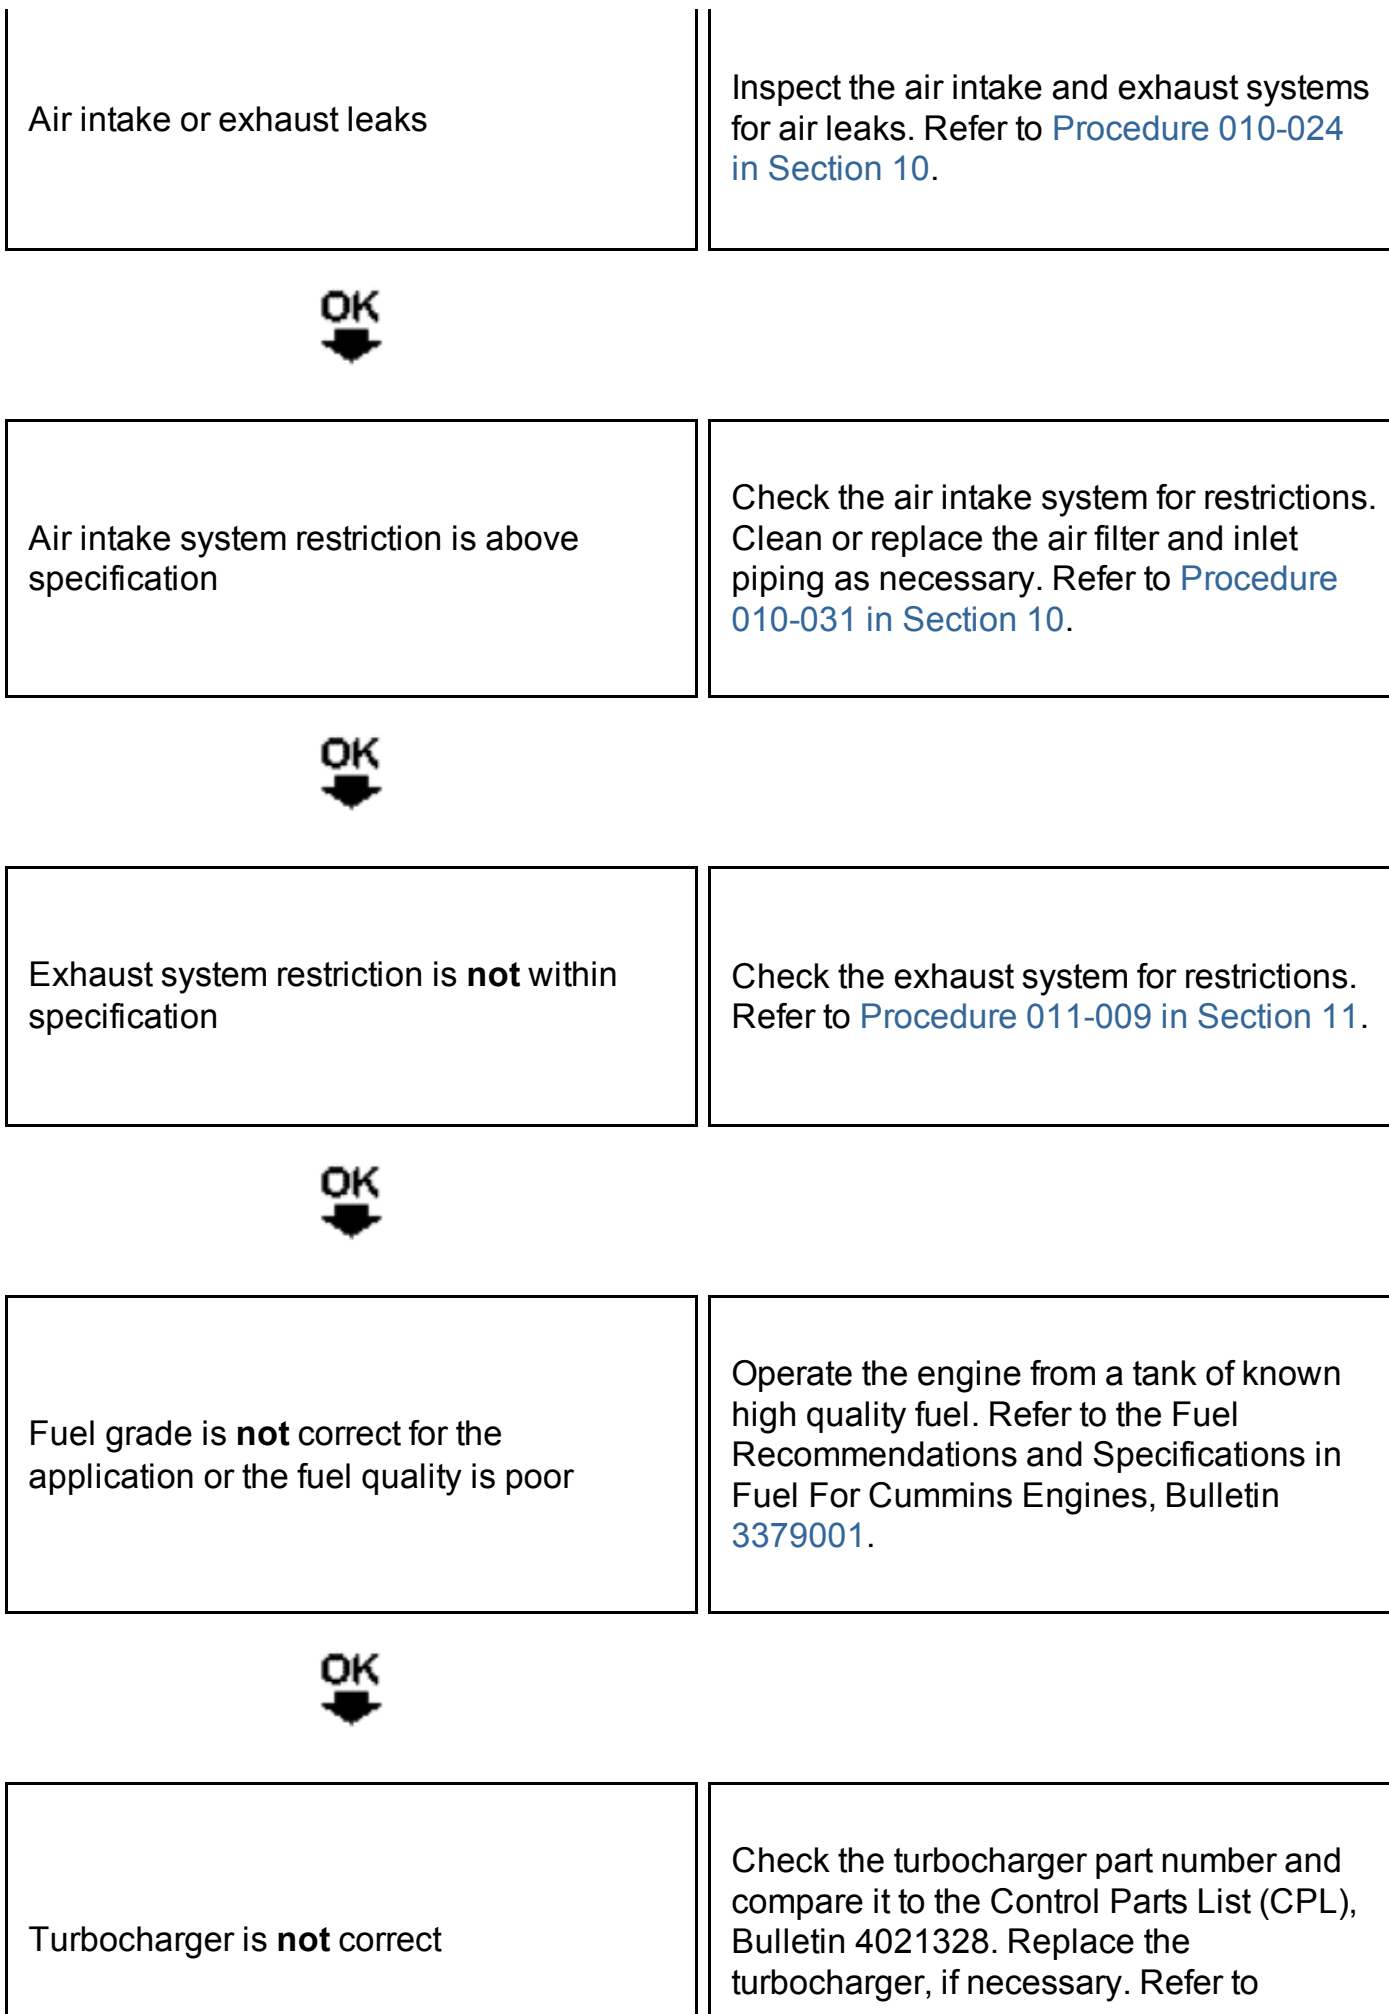 Air intake or exhaust leaks
Inspect the air intake and exhaust systems
for air leaks. Refer to Procedure 010-024
in Section 10.
OK
Air intake system restriction is above
specification
Check the air intake system for restrictions.
Clean or replace the air filter and inlet
piping as necessary. Refer to Procedure
010-031 in Section 10.
OK
Exhaust system restriction is not within
specification
Check the exhaust system for restrictions.
Refer to Procedure 011-009 in Section 11.
OK
Fuel grade is not correct for the
application or the fuel quality is poor
Operate the engine from a tank of known
high quality fuel. Refer to the Fuel
Recommendations and Specifications in
Fuel For Cummins Engines, Bulletin
3379001.
OK
Turbocharger is not correct
Check the turbocharger part number and
compare it to the Control Parts List (CPL),
Bulletin 4021328. Replace the
turbocharger, if necessary. Refer to